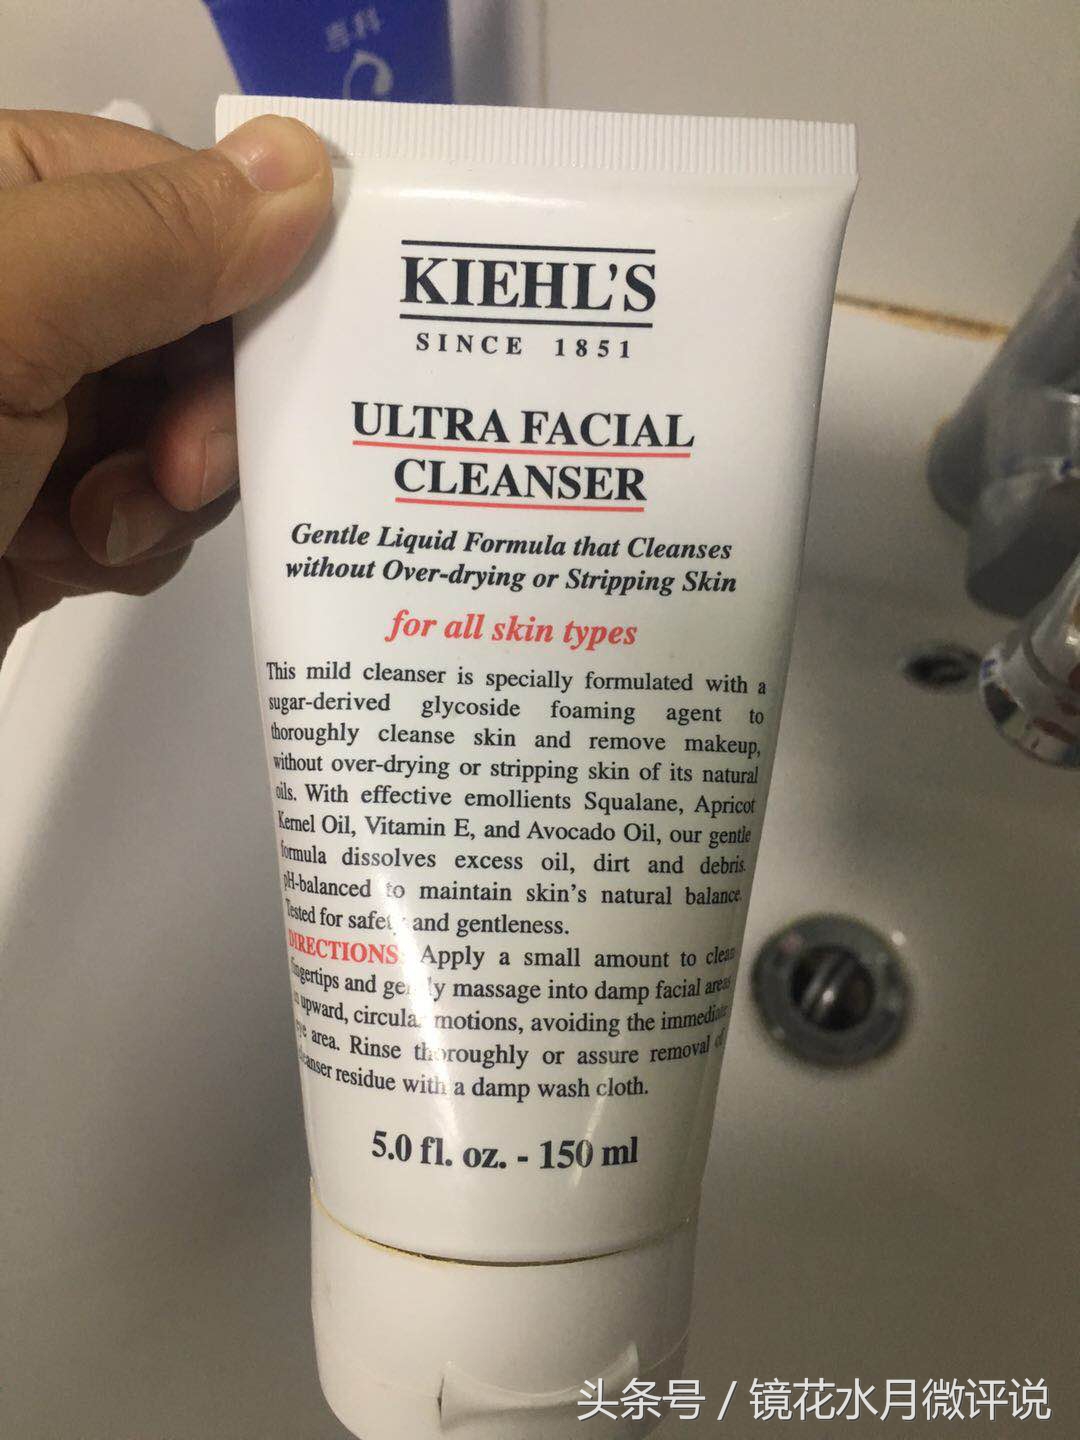 专科
KIEHL'S
SINCE 1851
ULTRA FACIAL
CLEANSER
Gentle Liquid Formula that Cleanses
without Over-drying or Stripping Skin
for all skin types
This mild cleanser is specially formulated with a
sugar-derived glycoside foaming agent to
thoroughly cleanse skin and remove makeup,
without over-drying or stripping skin of its natural
oils. With effective emollients Squalane, Apricot
Kernel Oil, Vitamin E, and Avocado Oil, our gentle
formula dissolves excess oil, dirt and debris.
pH-balanced to maintain skin's natural balance.
Tested for safety and gentleness.
DIRECTIONS: Apply a small amount to clean
fingertips and gently massage into damp facial areas
in upward, circular motions, avoiding the immediate
eye area. Rinse thoroughly or assure removal of
cleanser residue with a damp wash cloth.
5.0 fl. oz. - 150 ml
头条号 / 镜花水月微评说